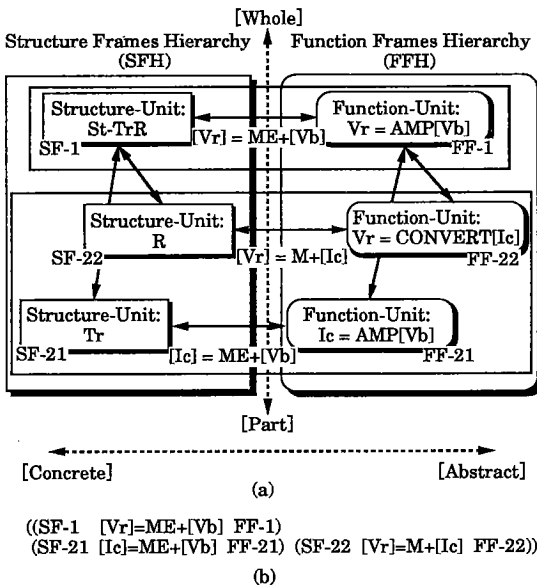 [Whole]
Structure Frames Hierarchy
(SFH)
Function Frames Hierarchy
(FFH)
Structure-Unit:
St-TrR
SF-1
[Vr] = ME+[Vb]
Function-Unit:
Vr = AMP[Vb]
FF-1
Structure-Unit:
R
SF-22
[Vr] = M+[Ic]
Function-Unit:
Vr = CONVERT[Ic]
FF-22
Structure-Unit:
Tr
SF-21
[Ic] = ME+[Vb]
Function-Unit:
Ic = AMP[Vb]
FF-21
[Part]
[Concrete]
[Abstract]
(a)
((SF-1 [Vr]=ME+[Vb] FF-1)
(SF-21 [Ic]=ME+[Vb] FF-21) (SF-22 [Vr]=M+[Ic] FF-22))
(b)